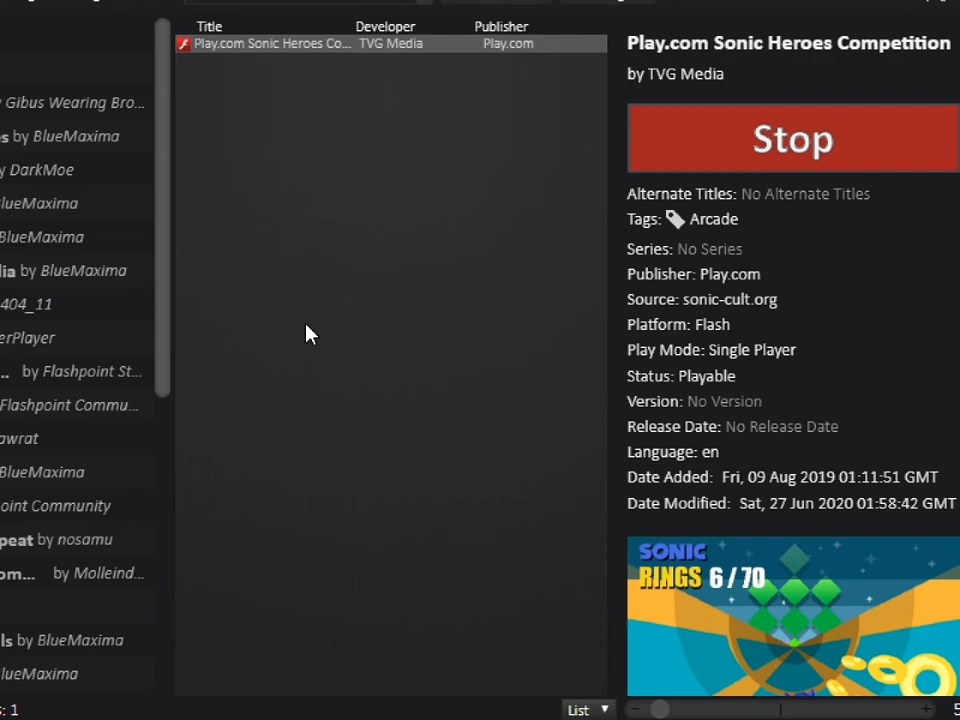 Title Developer Publisher
Play.com Sonic Heroes Co... TVG Media Play.com
Gibus Wearing Bro...
s by BlueMaxima
y DarkMoe
lueMaxima
BlueMaxima
lia by BlueMaxima
404_11
erPlayer
... by Flashpoint St...
Flashpoint Commu...
awrat
BlueMaxima
oint Community
peat by nosamu
om... by Molleind...
ls by BlueMaxima
lueMaxima
: 1
List
Play.com Sonic Heroes Competition
by TVG Media
Stop
Alternate Titles: No Alternate Titles
Tags: Arcade
Series: No Series
Publisher: Play.com
Source: sonic-cult.org
Platform: Flash
Play Mode: Single Player
Status: Playable
Version: No Version
Release Date: No Release Date
Language: en
Date Added: Fri, 09 Aug 2019 01:11:51 GMT
Date Modified: Sat, 27 Jun 2020 01:58:42 GMT
SONIC
RINGS 6/70